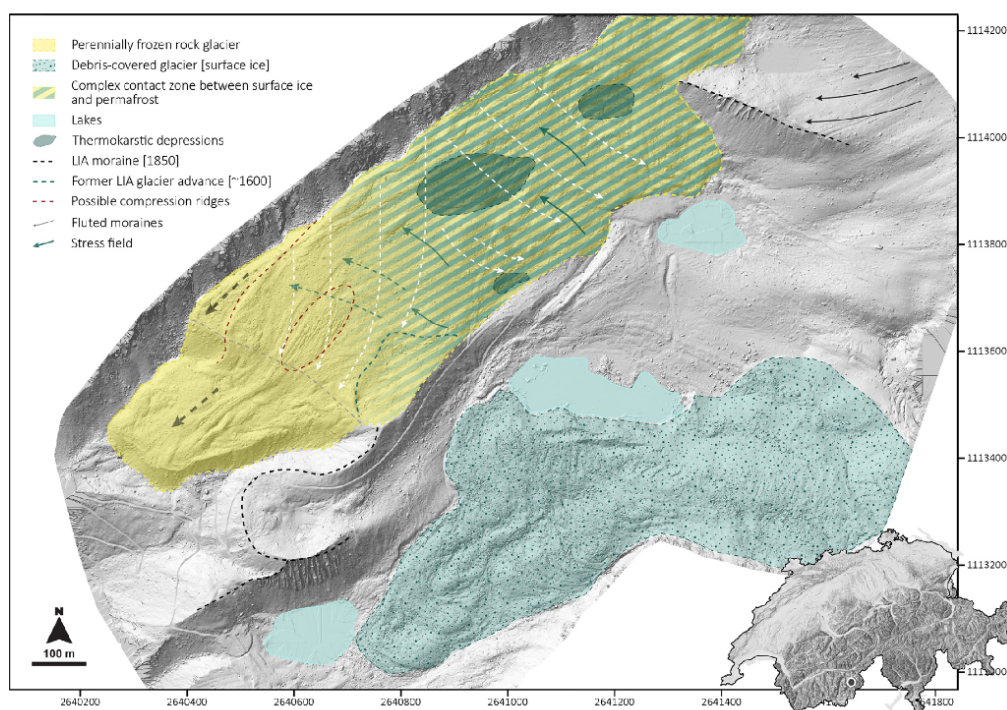 Perennially frozen rock glacier
Debris-covered glacier [surface ice]
Complex contact zone between surface ice
and permafrost
Lakes
Thermokarstic depressions
LIA moraine [1850]
Former LIA glacier advance [~1600]
Possible compression ridges
Fluted moraines
Stress field
1114200
1114000
1113800
1113600
1113400
1113200
N
100 m
2640200
2640400
2640600
2640800
2641000
2641200
2641800